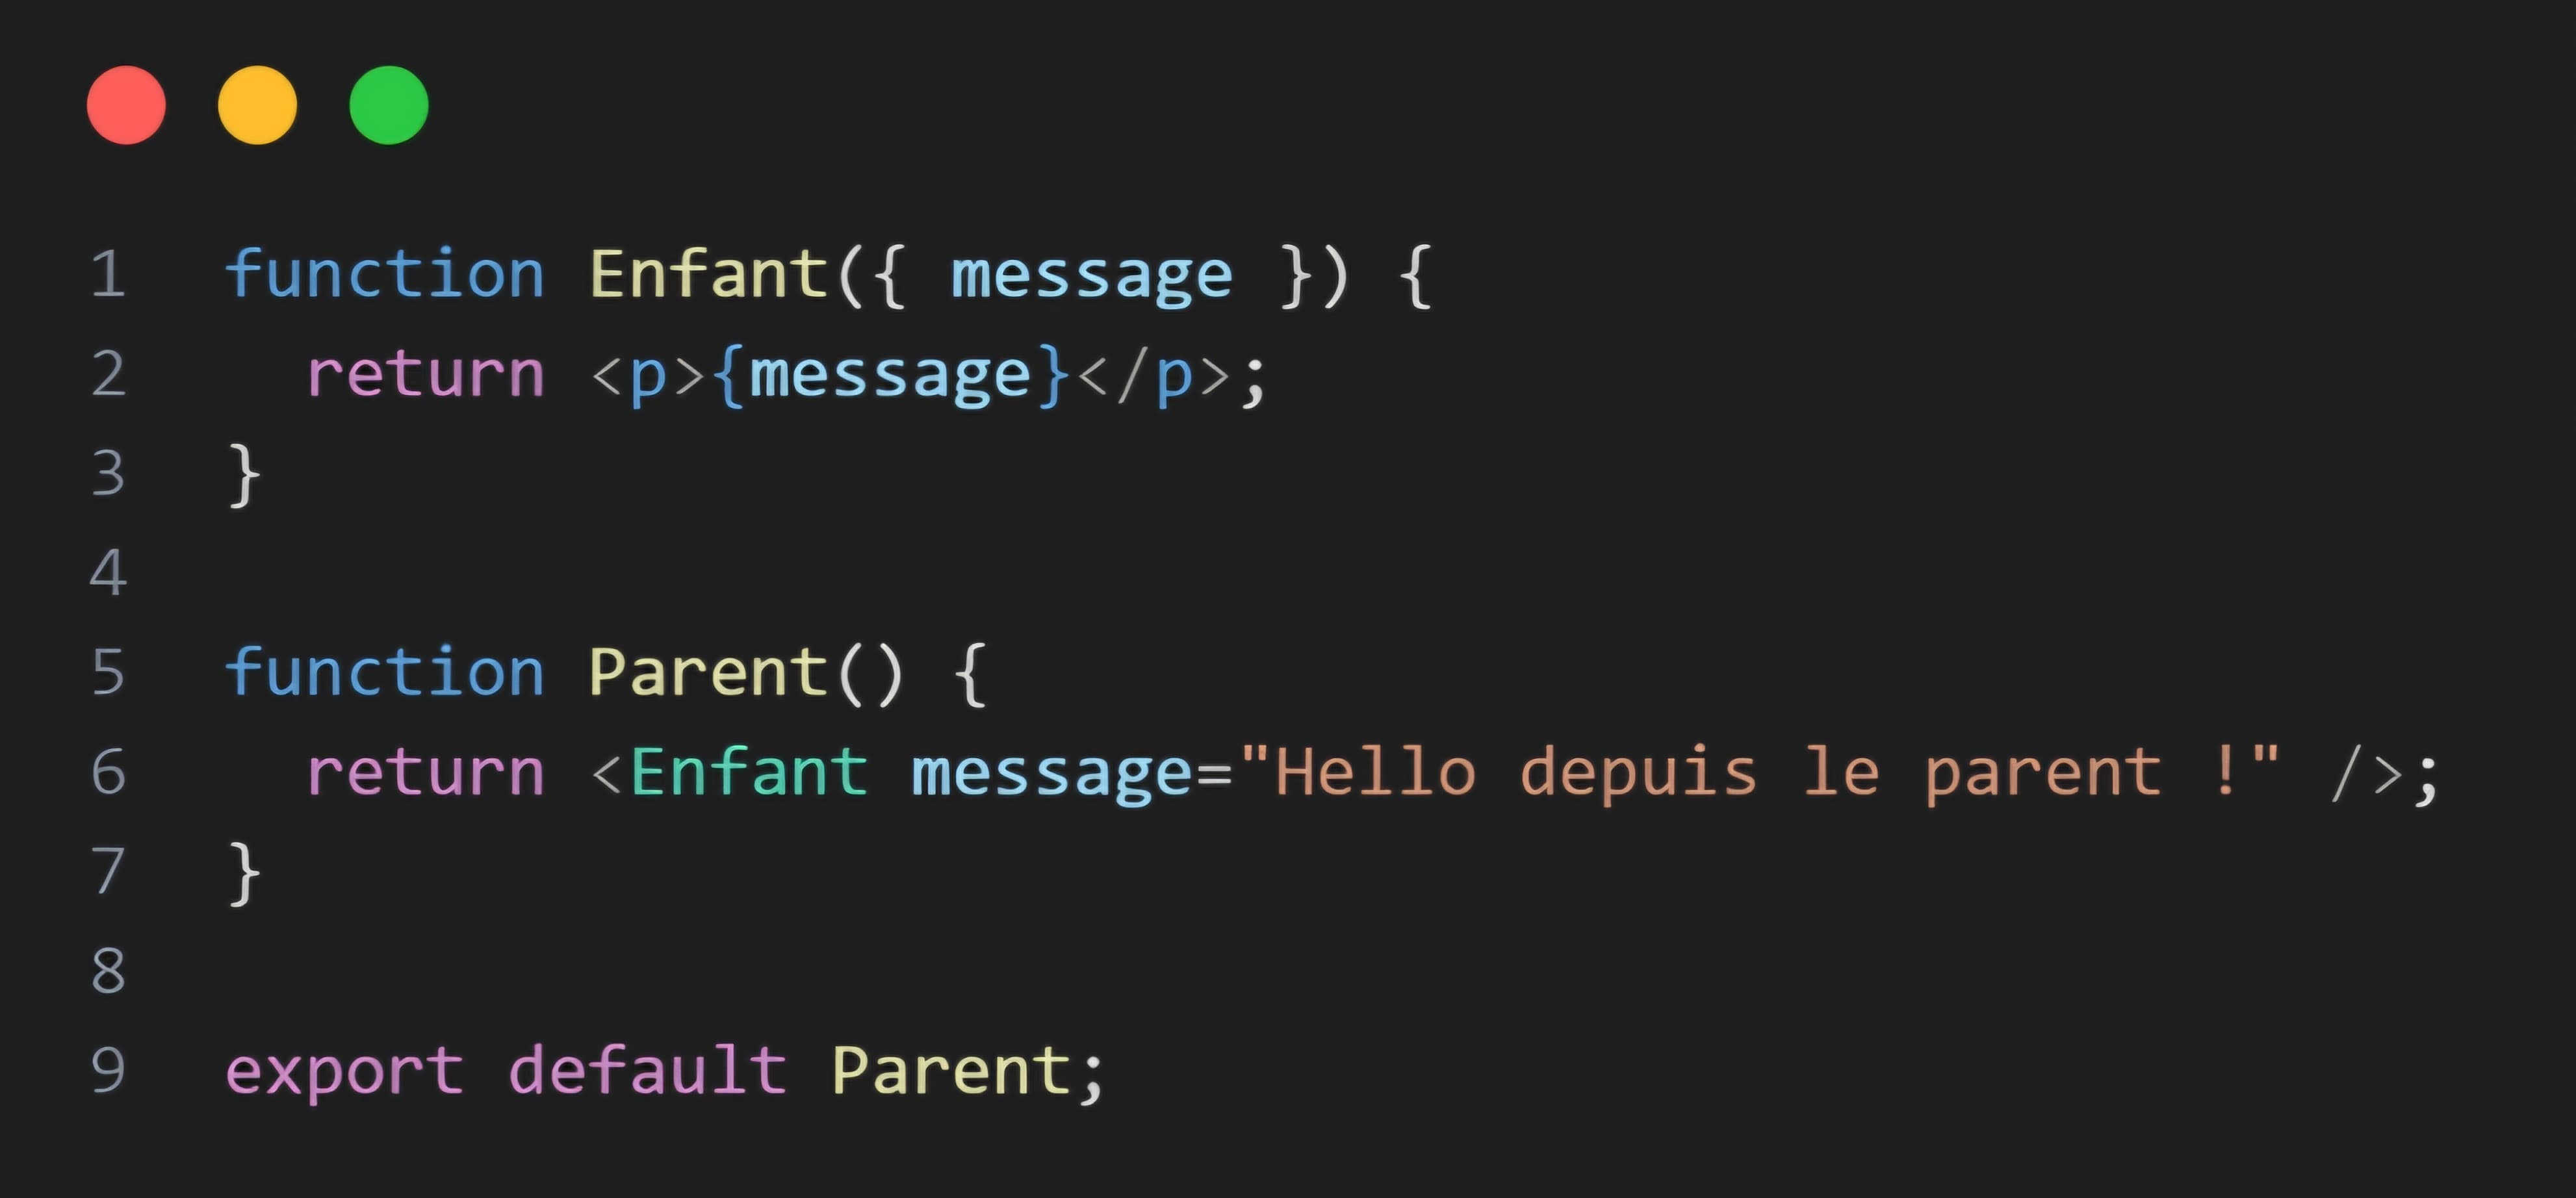 1 function Enfant({ message }) {
2   return <p>{message}</p>;
3 }
4
5 function Parent() {
6   return <Enfant message="Hello depuis le parent !" />;
7 }
8
9 export default Parent;